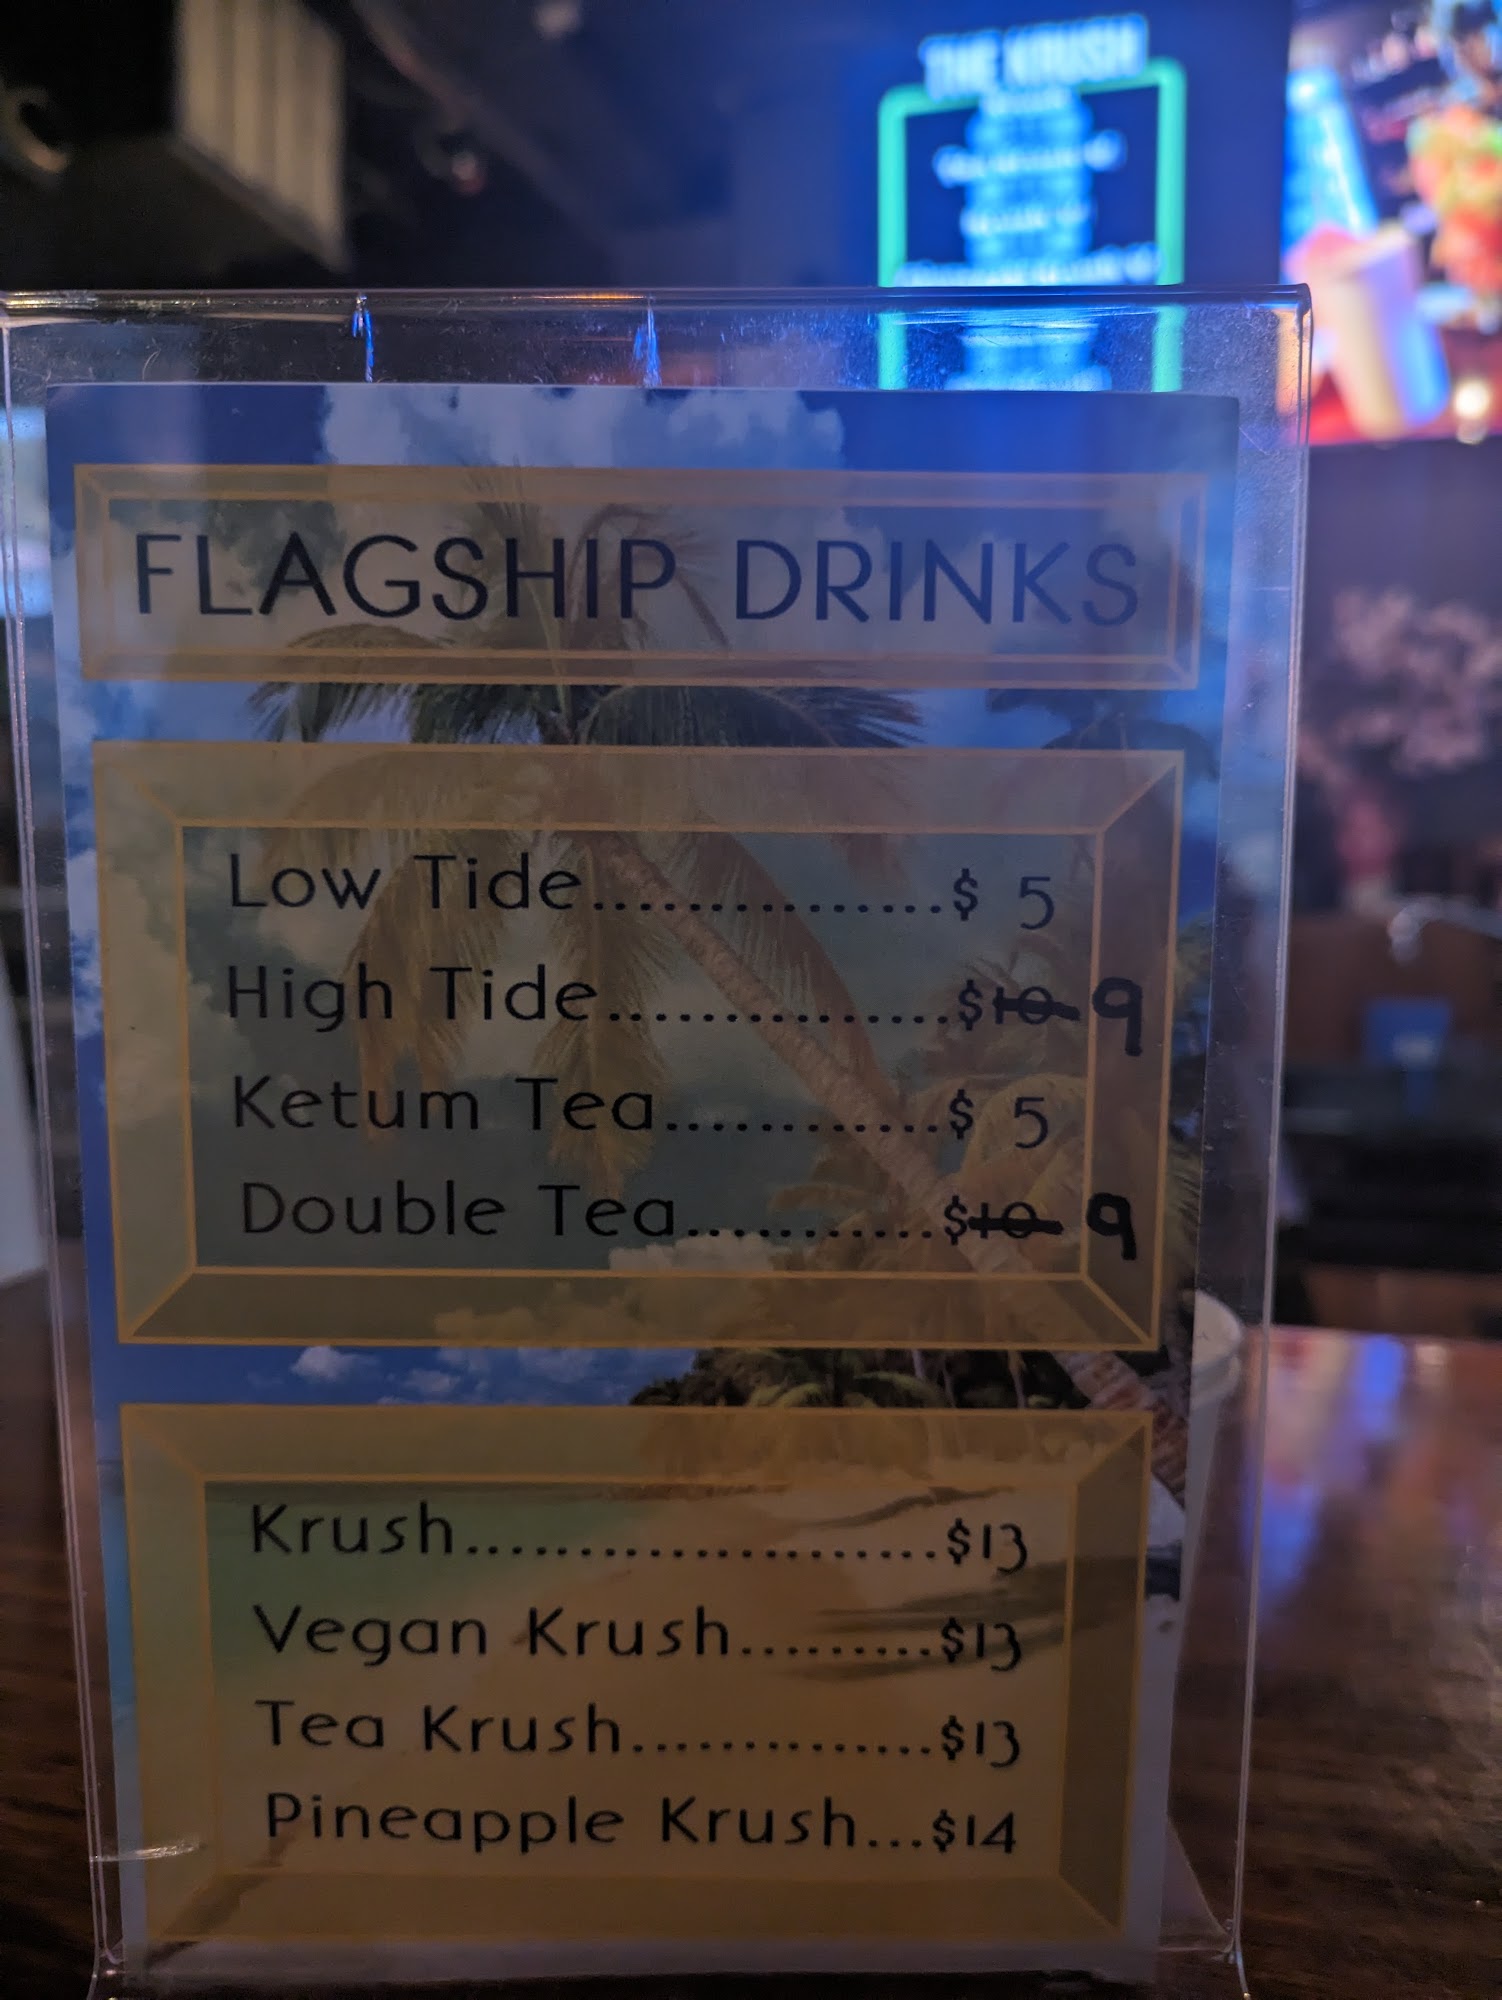 THE KRUSH
FLAGSHIP DRINKS
Low Tide...............$ 5
High Tide...............$10 9
Ketum Tea............$ 5
Double Tea...........$10 9
Krush......................$13
Vegan Krush.........$13
Tea Krush.............$13
Pineapple Krush...$14